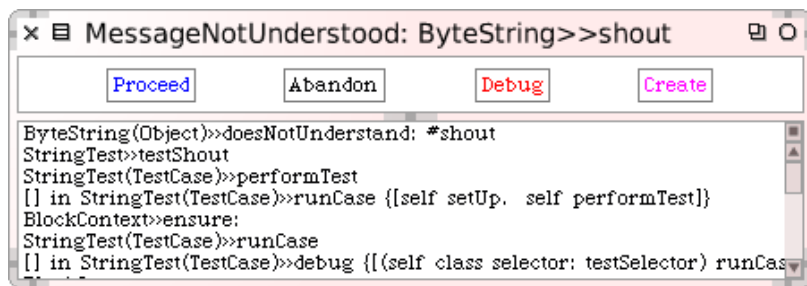 MessageNotUnderstood: ByteString>>shout
Proceed Abandon Debug Create
ByteString(Object)>>doesNotUnderstand: #shout
StringTest>>testShout
StringTest(TestCase)>>performTest
[] in StringTest(TestCase)>>runCase {[self setUp. self performTest]}
BlockContext>>ensure:
StringTest(TestCase)>>runCase
[] in StringTest(TestCase)>>debug {[(self class selector: testSelector) runCas